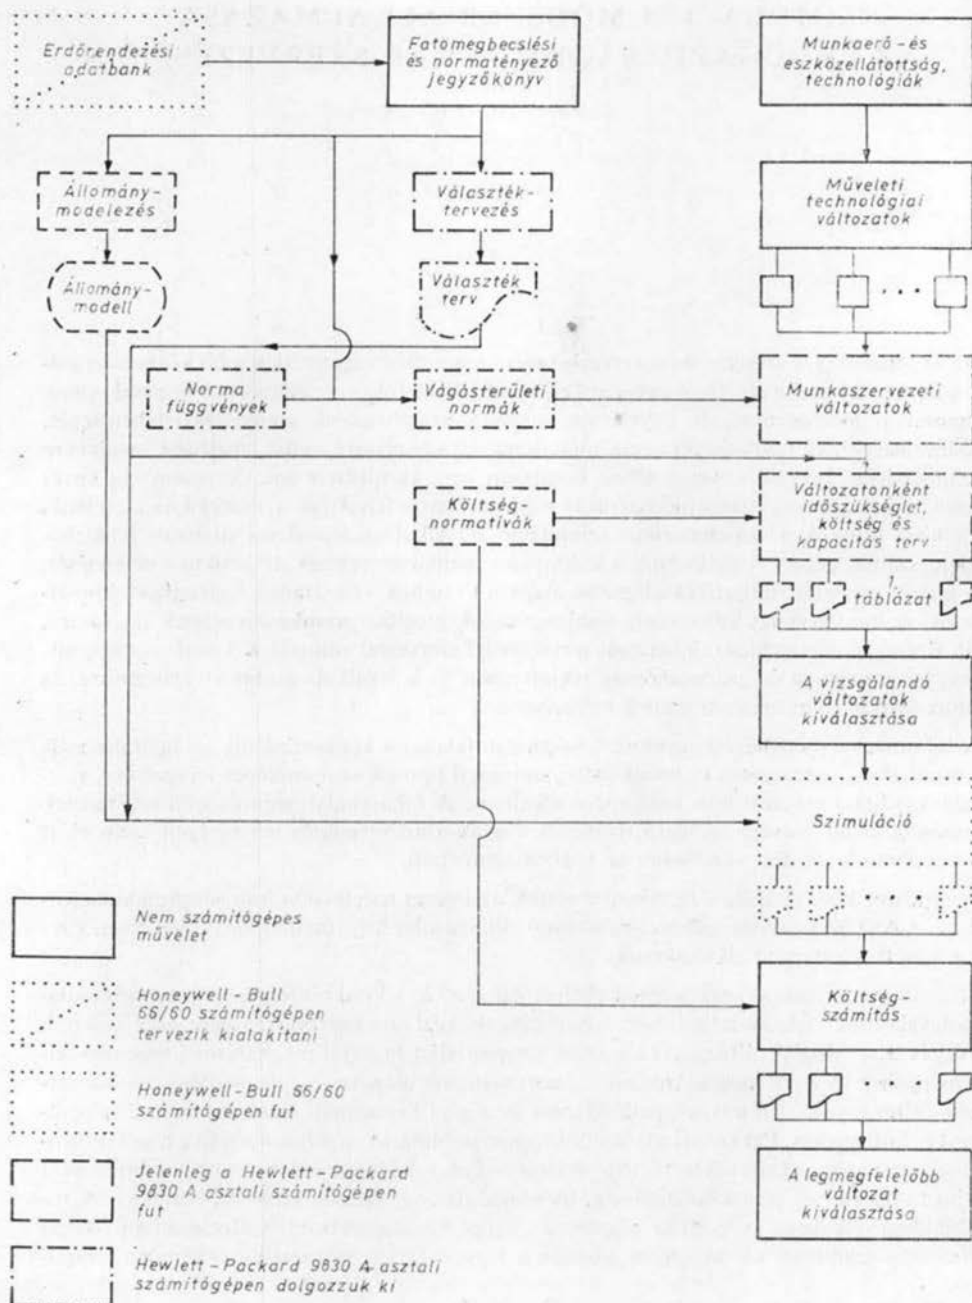 Erdőrendezési
adatbank
Fatömegbecslési
és normatényező
jegyzőkönyv
Munkaerő-és
eszközellátottság,
technológiák
Állomány-
modelezés
Választék-
tervezés
Műveleti
technológiai
változatok
Állomány-
modell
Választék
terv
Norma
függvények
Vágásterületi
normák
Munkaszervezeti
változatok
Költség-
normatívák
Változatonként
időszükséglet,
költség és
kapacitás terv
táblázat
A vizsgálandó
változatok
kiválasztása
Szimuláció
Nem számítógépes
művelet
Honeywell-Bull
66/60 számítógépen
tervezik kialakítani
Költség-
számítás
Honeywell-Bull 66/60
számítógépen fut
Jelenleg a Hewlett-Packard
9830 A asztali számítógépen
fut
A legmegfelelőbb
változat
kiválasztása
Hewlett-Packard 9830 A asztali
számítógépen dolgozzuk ki